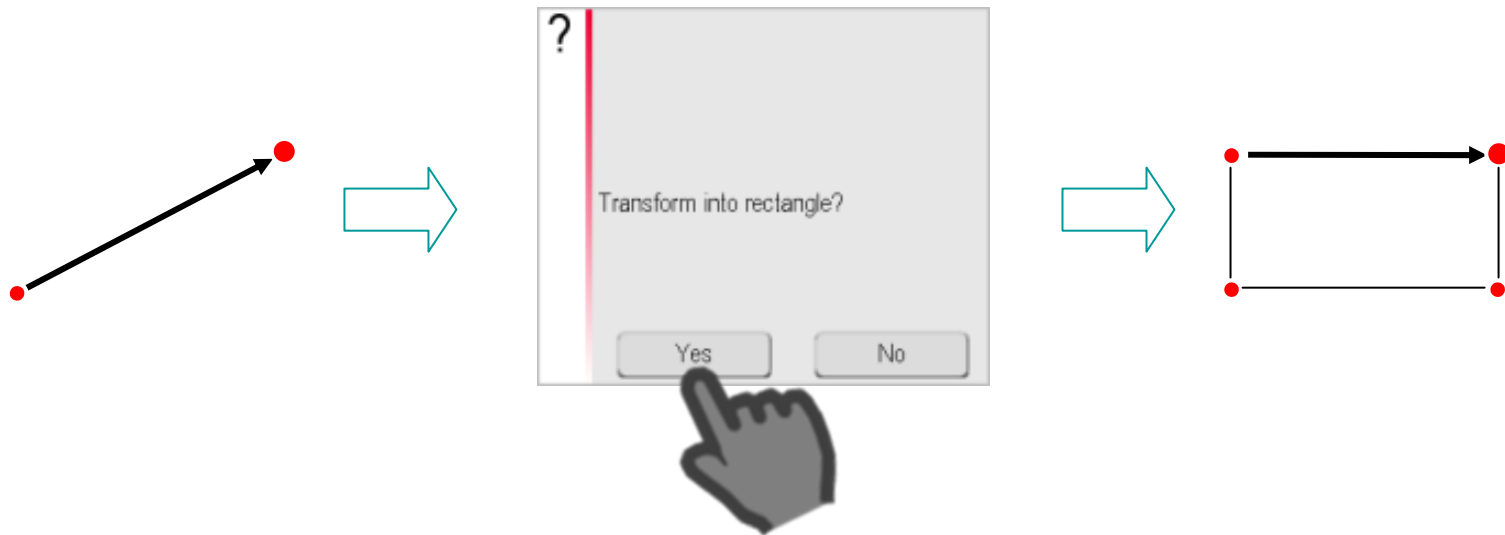 ?
Transform into rectangle?
Yes No